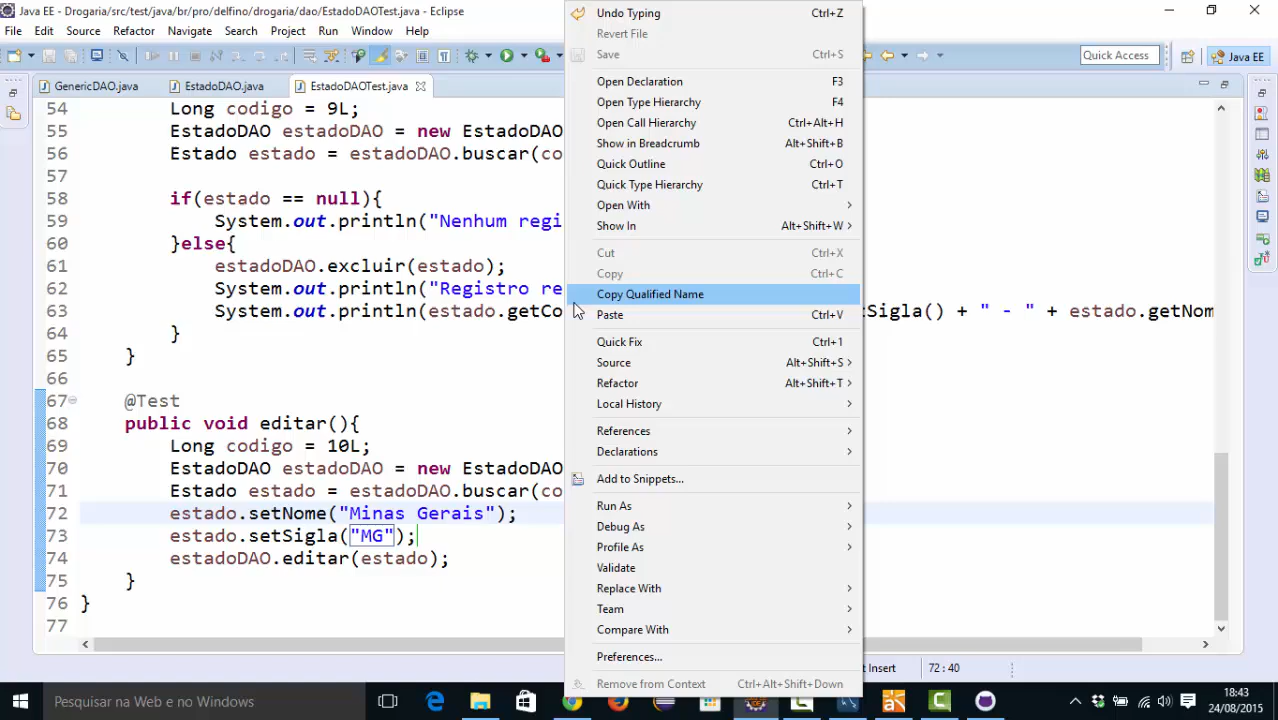 Java EE - Drogaria/src/test/java/br/pro/delfino/drogaria/dao/EstadoDAOTest.java - Eclipse
File Edit Source Refactor Navigate Search Project Run Window Help
Quick Access Java EE
GenericDAO.java EstadoDAO.java EstadoDAOTest.java
54 Long codigo = 9L;
55 EstadoDAO estadoDAO = new EstadoDAO
56 Estado estado = estadoDAO.buscar(co
57
58 if(estado == null){
59 System.out.println("Nenhum regi
60 }else{
61 estadoDAO.excluir(estado);
62 System.out.println("Registro re
63 System.out.println(estado.getCo Sigla() + " - " + estado.getNom
64 }
65 }
66
67 @Test
68 public void editar(){
69 Long codigo = 10L;
70 EstadoDAO estadoDAO = new EstadoDAO
71 Estado estado = estadoDAO.buscar(co
72 estado.setNome("Minas Gerais");
73 estado.setSigla("MG");
74 estadoDAO.editar(estado);
75 }
76 }
77
Undo Typing Ctrl+Z
Revert File
Save Ctrl+S
Open Declaration F3
Open Type Hierarchy F4
Open Call Hierarchy Ctrl+Alt+H
Show in Breadcrumb Alt+Shift+B
Quick Outline Ctrl+O
Quick Type Hierarchy Ctrl+T
Open With
Show In Alt+Shift+W
Cut Ctrl+X
Copy Ctrl+C
Copy Qualified Name
Paste Ctrl+V
Quick Fix Ctrl+1
Source Alt+Shift+S
Refactor Alt+Shift+T
Local History
References
Declarations
Add to Snippets...
Run As
Debug As
Profile As
Validate
Replace With
Team
Compare With
Preferences...
Remove from Context Ctrl+Alt+Shift+Down
Insert 72 : 40
Pesquisar na Web e no Windows
18:43
24/08/2015